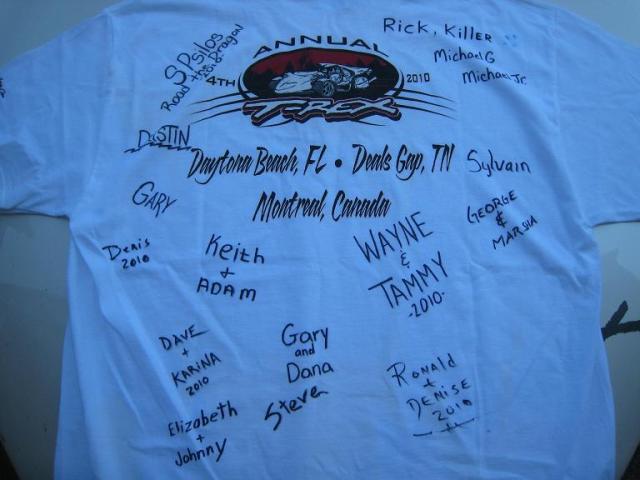 ANNUAL
4TH 2010
T-REX
Daytona Beach, FL • Deals Gap, TN
Montreal, Canada
S Psilos
Road the Dragon
Rick, Killer
Michael G
Michael Jr.
DuSTIN
Sylvain
GARY
GEORGE
&
MARSHA
Denis
2010
Keith
+
ADAM
WAYNE
&
TAMMY
-2010-
DAVE
+
KARINA
2010
Gary
and
Dana
Steven
RONALD
+
DENISE
2010
Elizabeth
+
Johnny